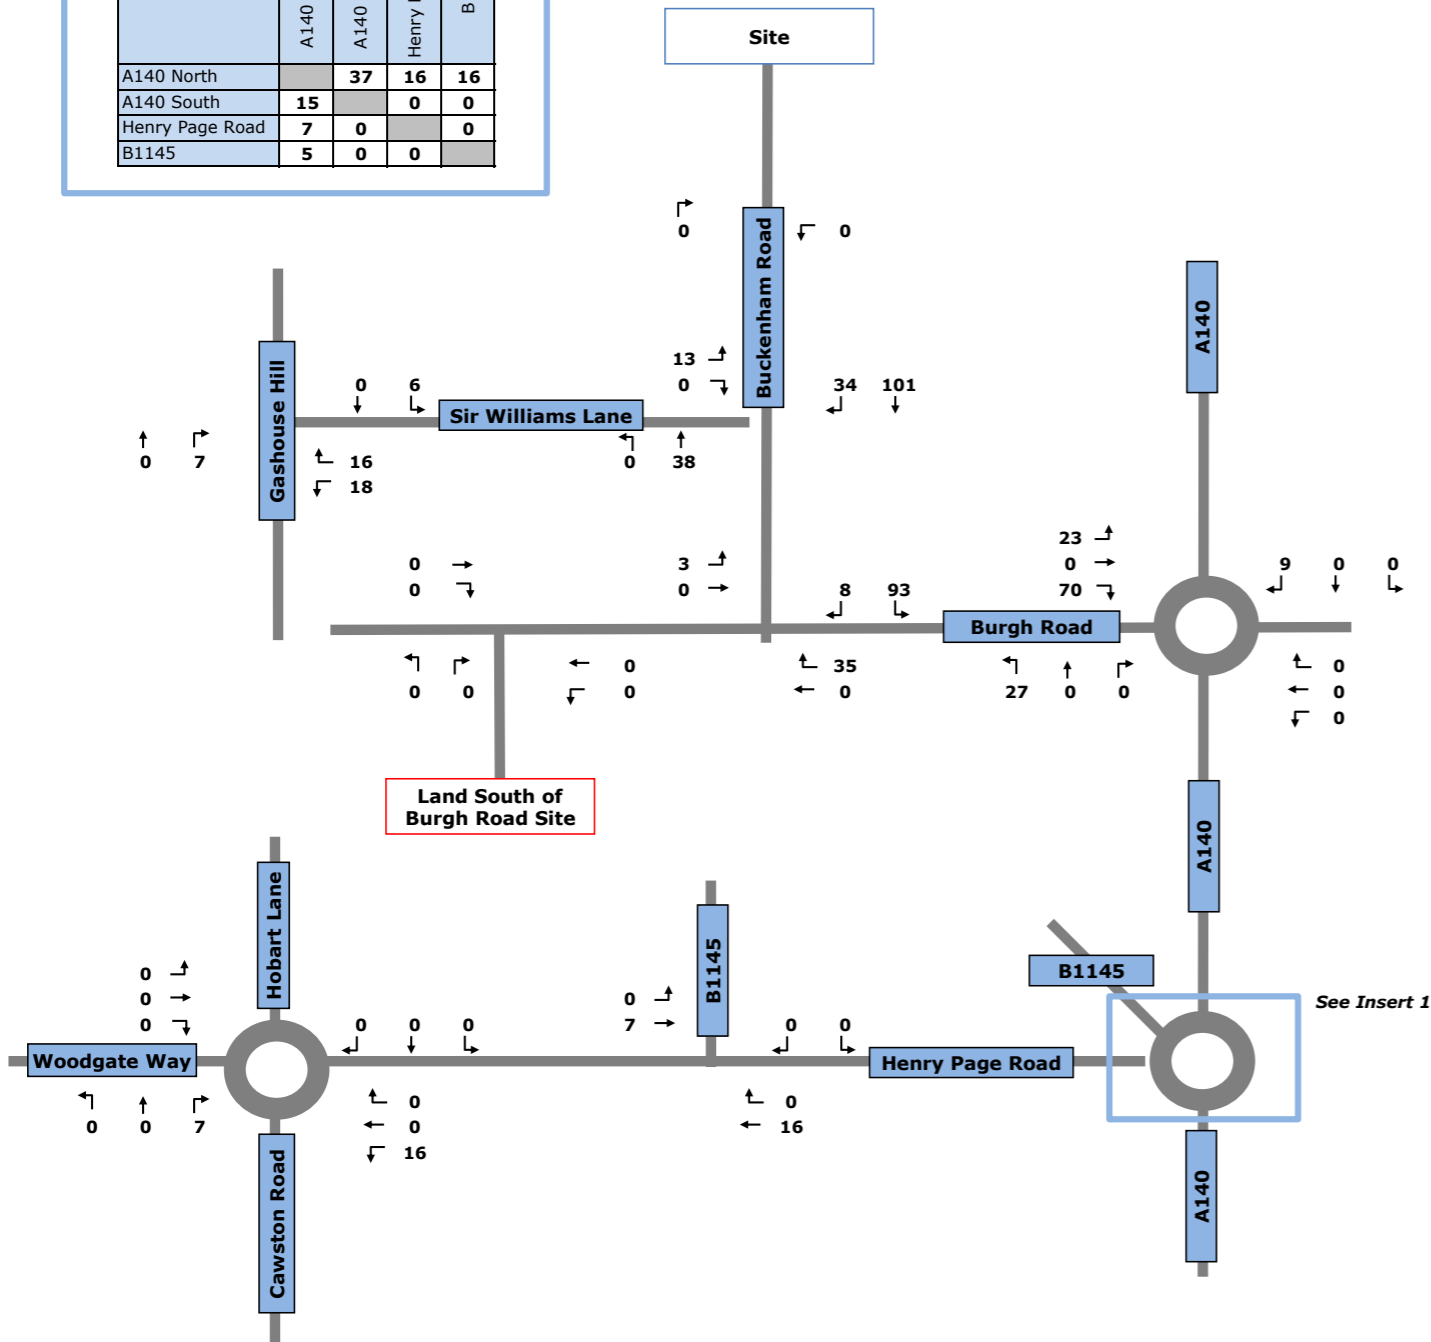 A140
A140
Henry
B
A140 North 37 16 16
A140 South 15 0 0
Henry Page Road 7 0 0
B1145 5 0 0
Site
0
0
Buckenham Road
A140
Gashouse Hill
0 6
Sir Williams Lane
13
0
34 101
0 7
16
18
0 38
0
0
3
0
8 93
Burgh Road
23
0
70
9 0 0
0 0
0
0
35
0
27 0 0
0
0
0
Land South of
Burgh Road Site
A140
Hobart Lane
B1145
B1145
See Insert 1
0
0
0
0
7
Woodgate Way
0 0 0
0 0
Henry Page Road
0 0 7
0
0
16
0
16
Cawston Road
A140